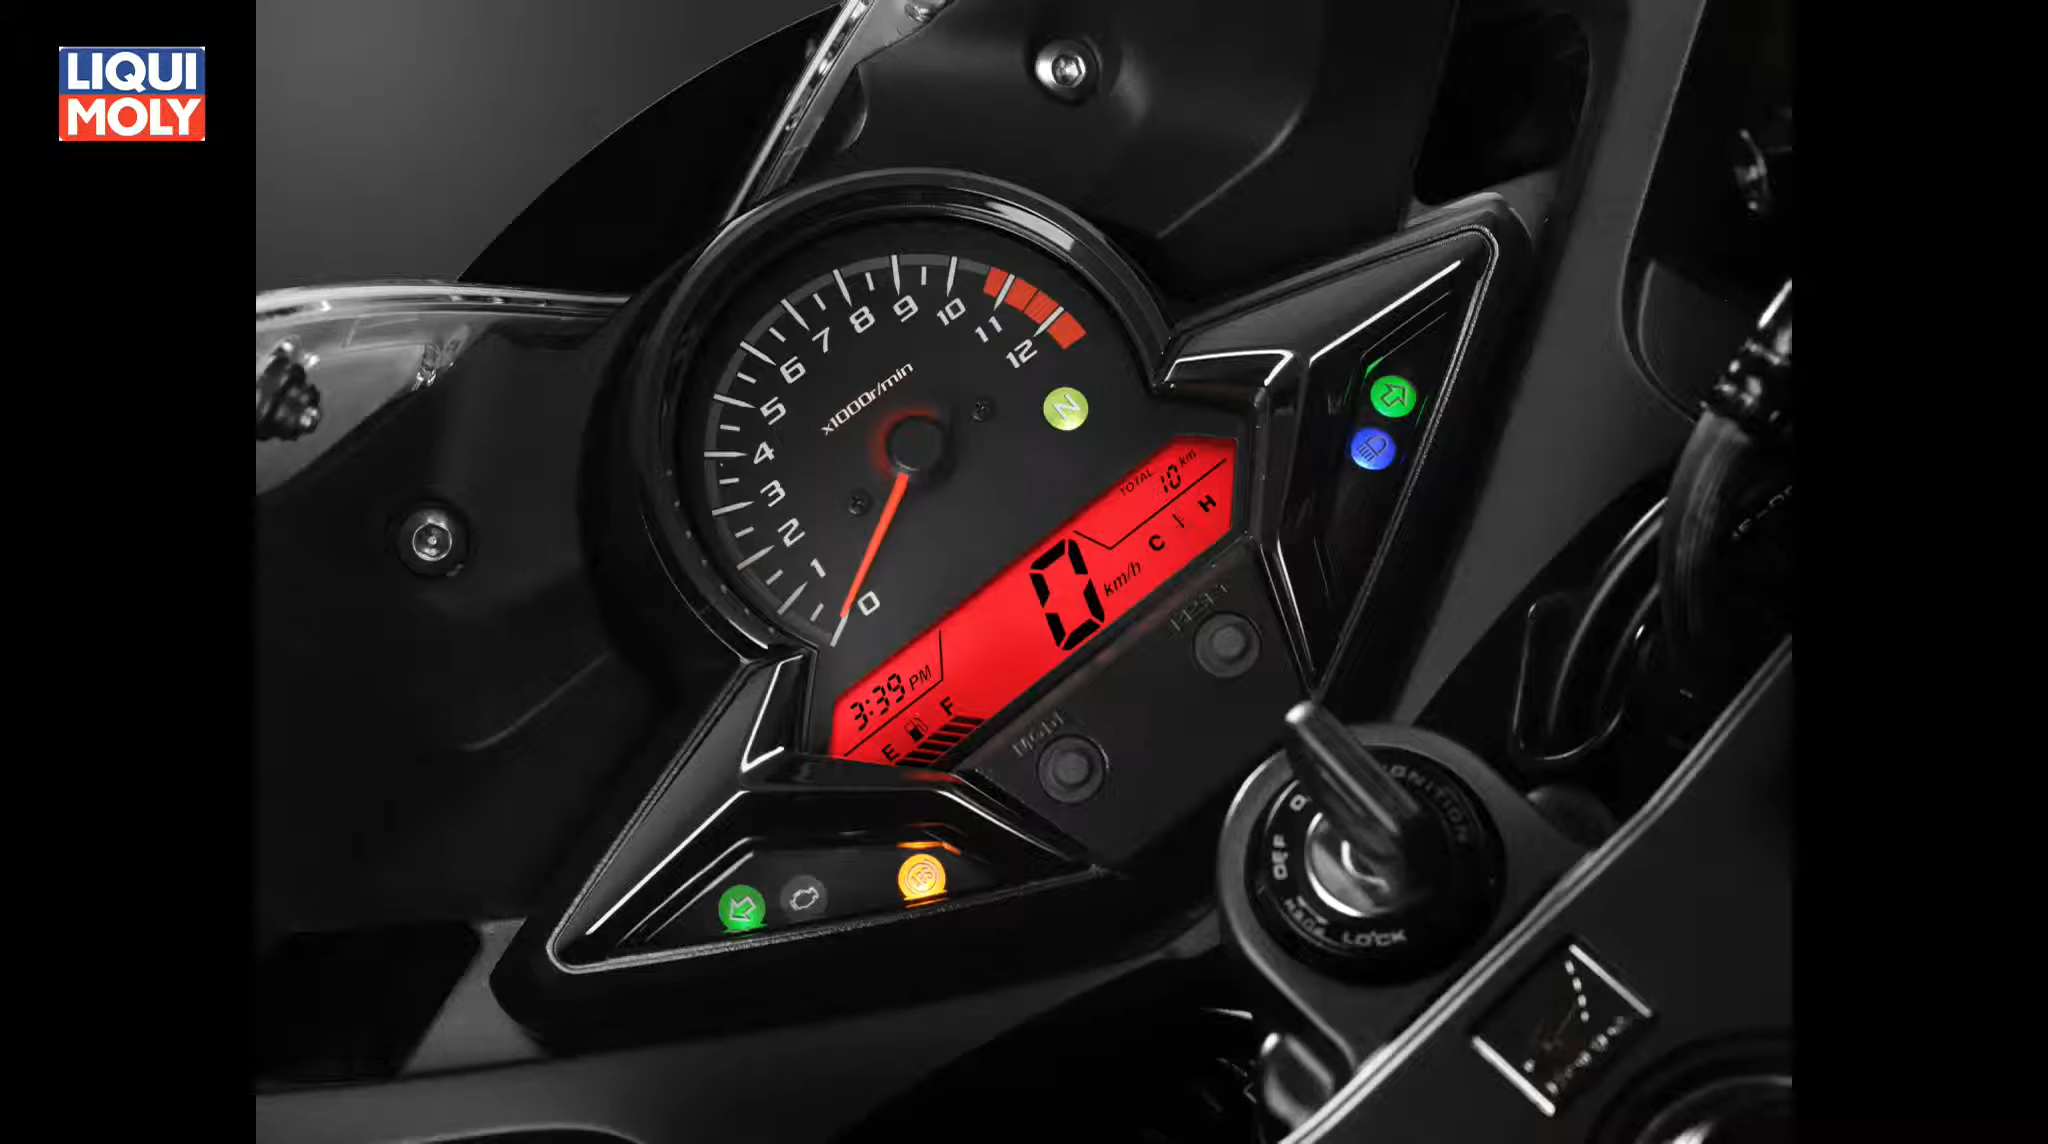 LIQUI
MOLY
12
11
10
9
8
7
6
5
4
3
2
1
0
x1000r/min
N
TOTAL 10 km
C H
0 km/h
3:39 PM
E F
RESET
MODE
ABS
IGNITION
LOCK